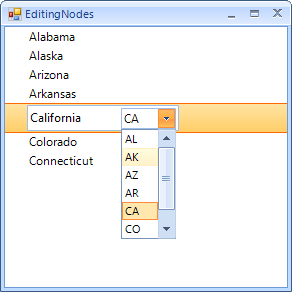 EditingNodes
Alabama
Alaska
Arizona
Arkansas
California CA
Colorado
Connecticut
AL
AK
AZ
AR
CA
CO